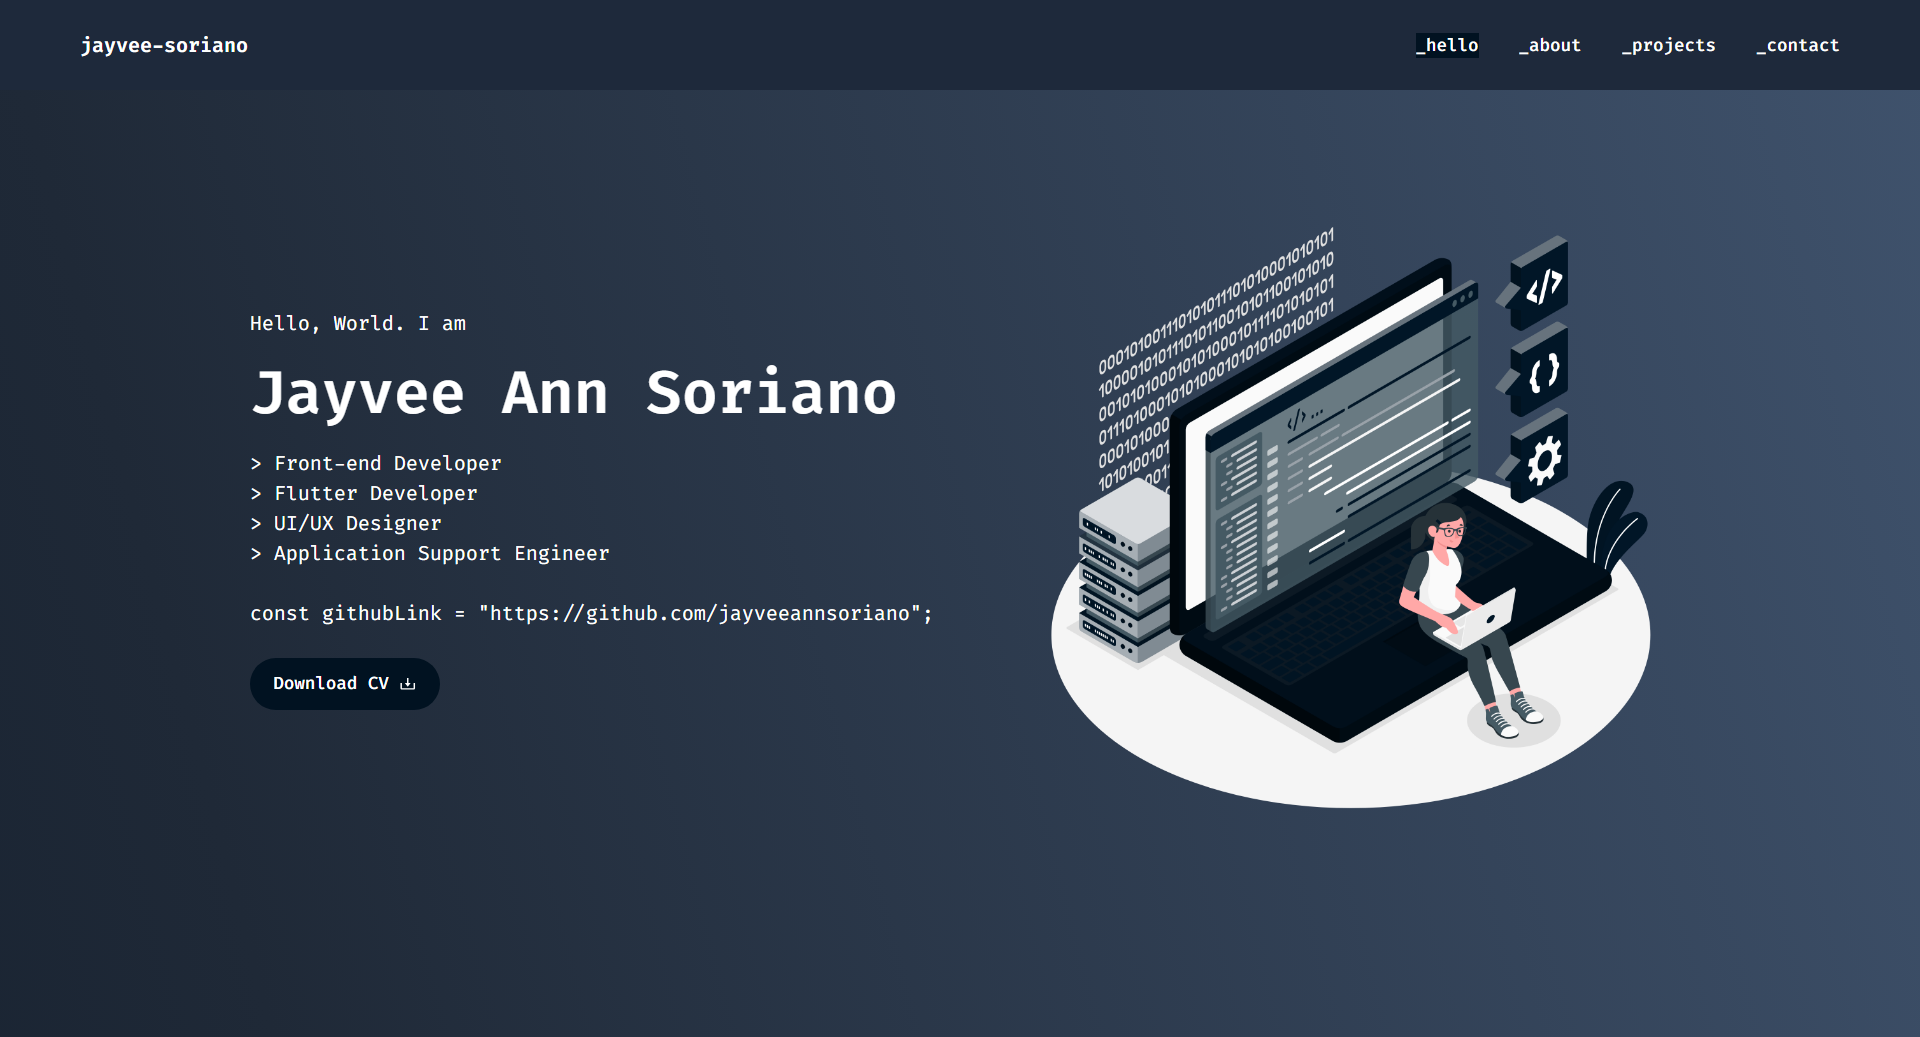 jayvee-soriano
_hello
_about
_projects
_contact
Hello, World. I am
Jayvee Ann Soriano
> Front-end Developer
> Flutter Developer
> UI/UX Designer
> Application Support Engineer
const githubLink = "https://github.com/jayveeannsoriano";
Download CV